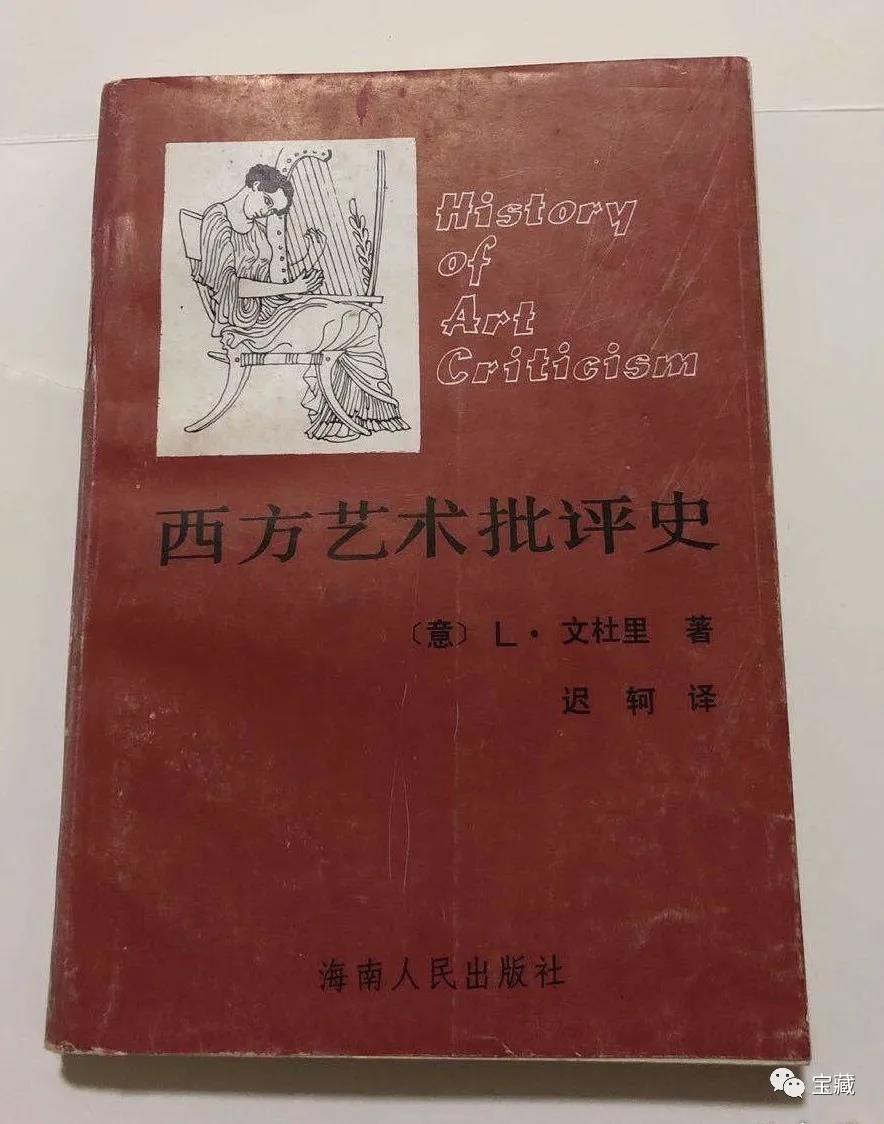 History
of
Art
Criticism
西方艺术批评史
〔意〕L·文杜里 著
迟轲 译
海南人民出版社
宝藏